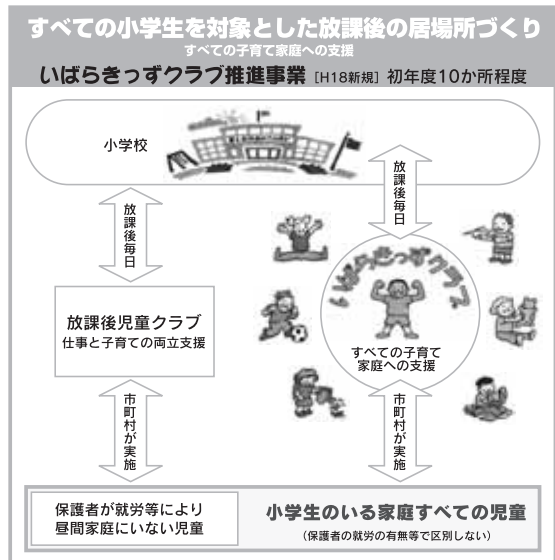 すべての小学生を対象とした放課後の居場所づくり
すべての子育て家庭への支援
いばらきっずクラブ推進事業 [H18新規] 初年度10か所程度
小学校
放課後毎日
放課後毎日
いばらきっずクラブ
放課後児童クラブ
仕事と子育ての両立支援
すべての子育て
家庭への支援
市町村が実施
市町村が実施
保護者が就労等により
昼間家庭にいない児童
小学生のいる家庭すべての児童
(保護者の就労の有無等で区別しない)